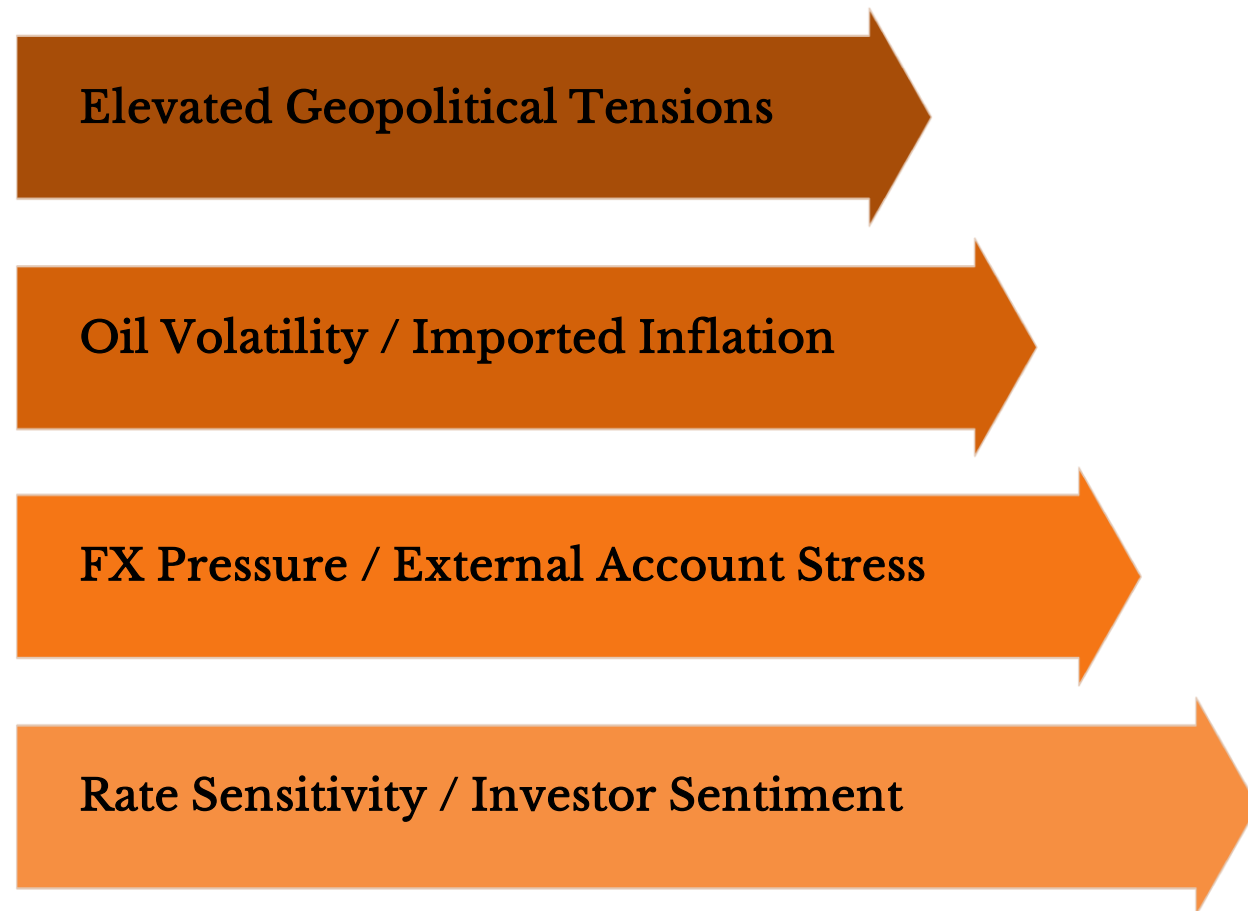 Elevated Geopolitical Tensions
Oil Volatility / Imported Inflation
FX Pressure / External Account Stress
Rate Sensitivity / Investor Sentiment